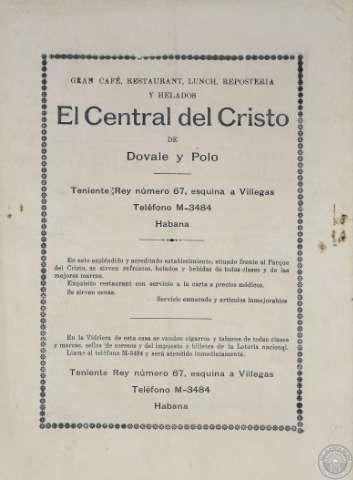 GRAN CAFÉ, RESTAURANT, LUNCH, REPOSTERIA
Y HELADOS
El Central del Cristo
DE
Dovale y Polo
Teniente Rey número 67, esquina a Villegas
Teléfono M-3484
Habana
En este espléndido y acreditado establecimiento, situado frente al Parque
del Cristo, se sirven refrescos, helados y bebidas de todas clases y de las
mejores marcas.
Exquisito restaurant con servicio a la carta a precios módicos.
Se sirven cenas.
Servicio esmerado y artículos inmejorables
En la Vidriera de esta casa se venden cigarros y tabacos de todas clases
y marcas, sellos de correos y del impuesto y billetes de la Lotería nacional.
Llame al teléfono M-3484 y será atendido inmediatamente.
Teniente Rey número 67, esquina a Villegas
Teléfono M-3484
Habana